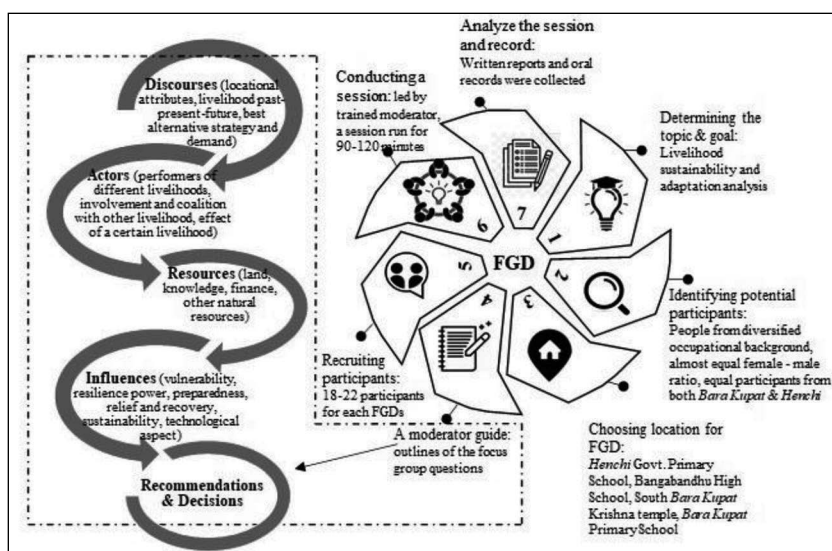 Discourses (locational
attributes, livelihood past-
present-future, best
alternative strategy and
demand)
Actors (performers of
different livelihoods,
involvement and coalition
with other livelihood, effect
of a certain livelihood)
Resources (land,
knowledge, finance,
other natural
resources)
Influences (vulnerability,
resilience power, preparedness,
relief and recovery,
sustainability, technological
aspect)
Recommendations
& Decisions
FGD
1
Determining the
topic & goal:
Livelihood
sustainability and
adaptation analysis
2
Identifying potential
participants:
People from diversified
occupational background,
almost equal female - male
ratio, equal participants from
both Bara Kupat & Henchi
3
Choosing location for
FGD:
Henchi Govt. Primary
School, Bangabandhu High
School, South Bara Kupat
Krishna temple, Bara Kupat
Primary School
4
A moderator guide:
outlines of the focus
group questions
5
Recruiting
participants:
18-22 participants
for each FGDs
6
Conducting a
session: led by
trained moderator,
a session run for
90-120 minutes
7
Analyze the session
and record:
Written reports and oral
records were collected